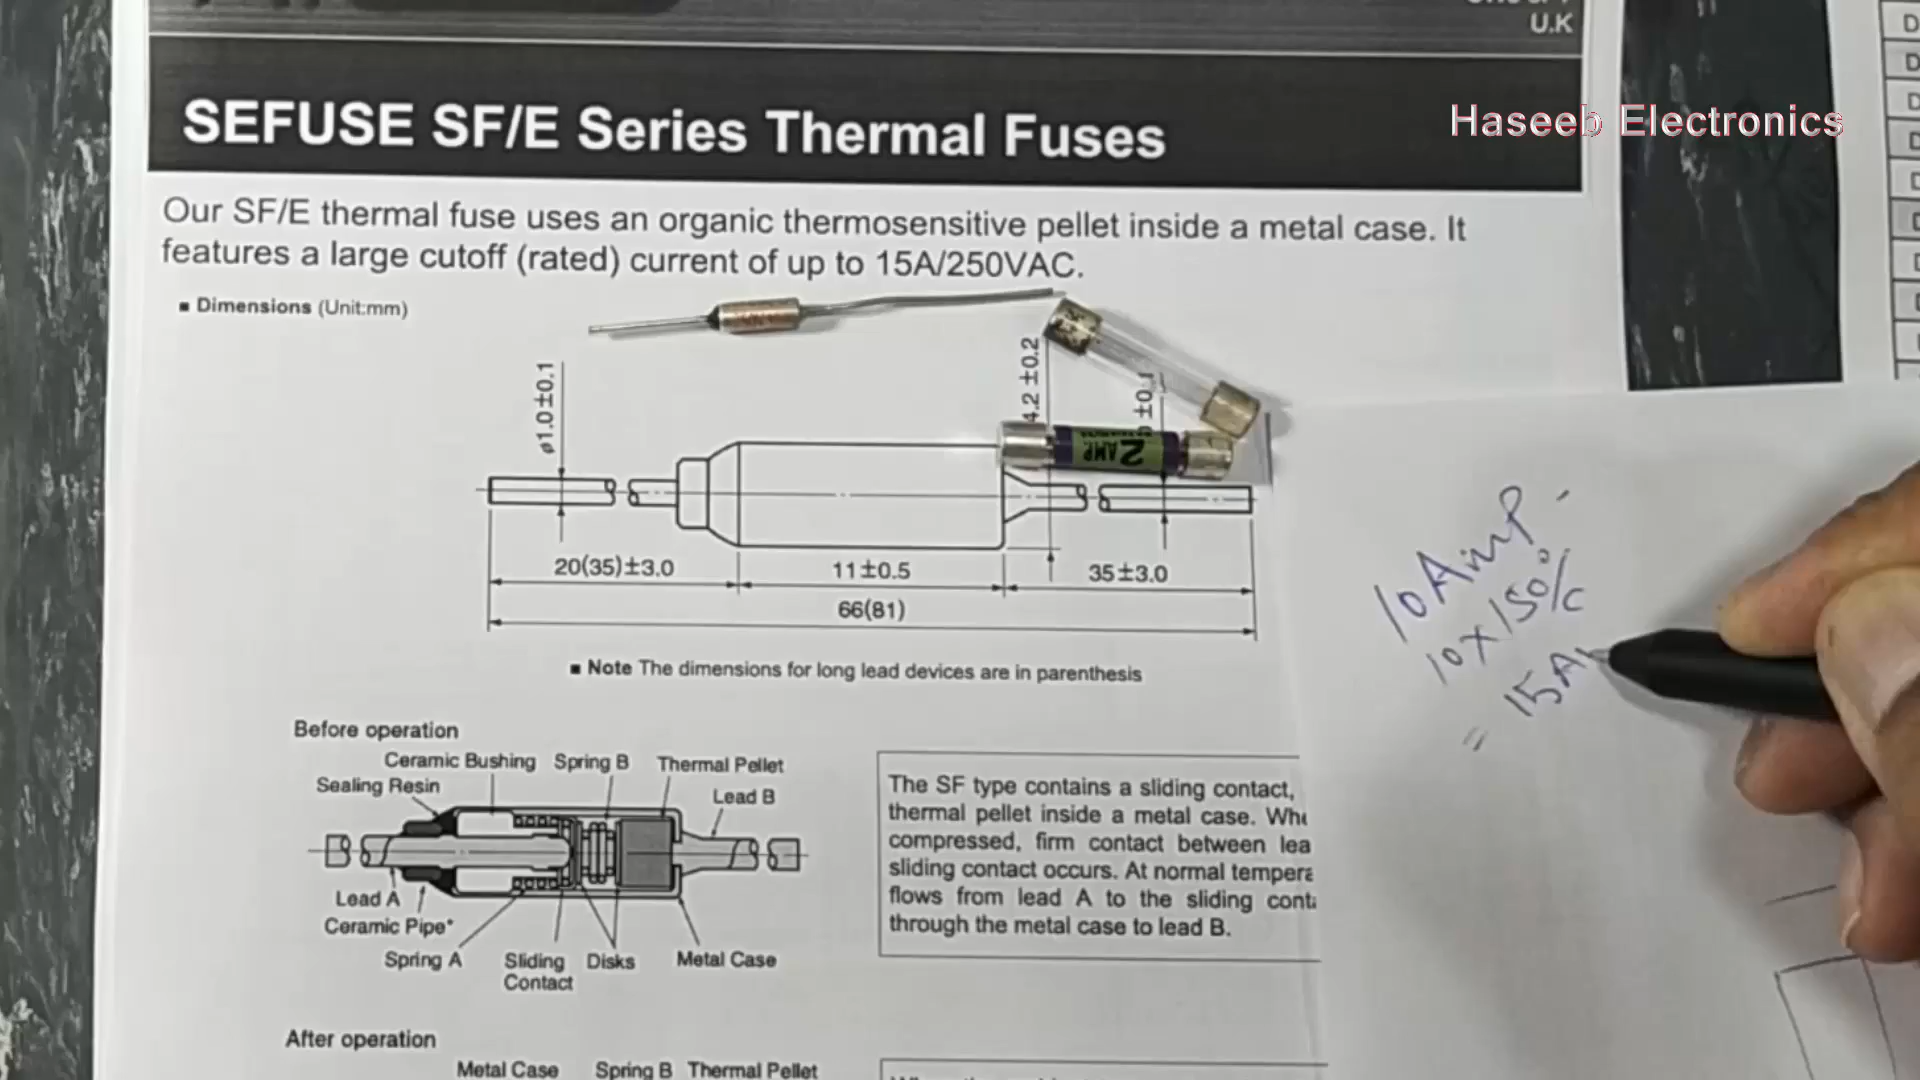 U.K
SEFUSE SF/E Series Thermal Fuses
Haseeb Electronics
Our SF/E thermal fuse uses an organic thermosensitive pellet inside a metal case. It
features a large cutoff (rated) current of up to 15A/250VAC.
▪ Dimensions (Unit:mm)
ø1.0±0.1
4.2 ±0.2
±0.1
2 AMP
20(35)±3.0
11±0.5
35±3.0
66(81)
▪ Note The dimensions for long lead devices are in parenthesis
10 Amp -
10 x 150%
= 15A
Before operation
Ceramic Bushing
Spring B
Thermal Pellet
Sealing Resin
Lead B
Lead A
Ceramic Pipe*
Spring A
Sliding
Contact
Disks
Metal Case
The SF type contains a sliding contact,
thermal pellet inside a metal case. Whe
compressed, firm contact between lea
sliding contact occurs. At normal tempera
flows from lead A to the sliding conta
through the metal case to lead B.
After operation
Metal Case
Spring B
Thermal Pellet